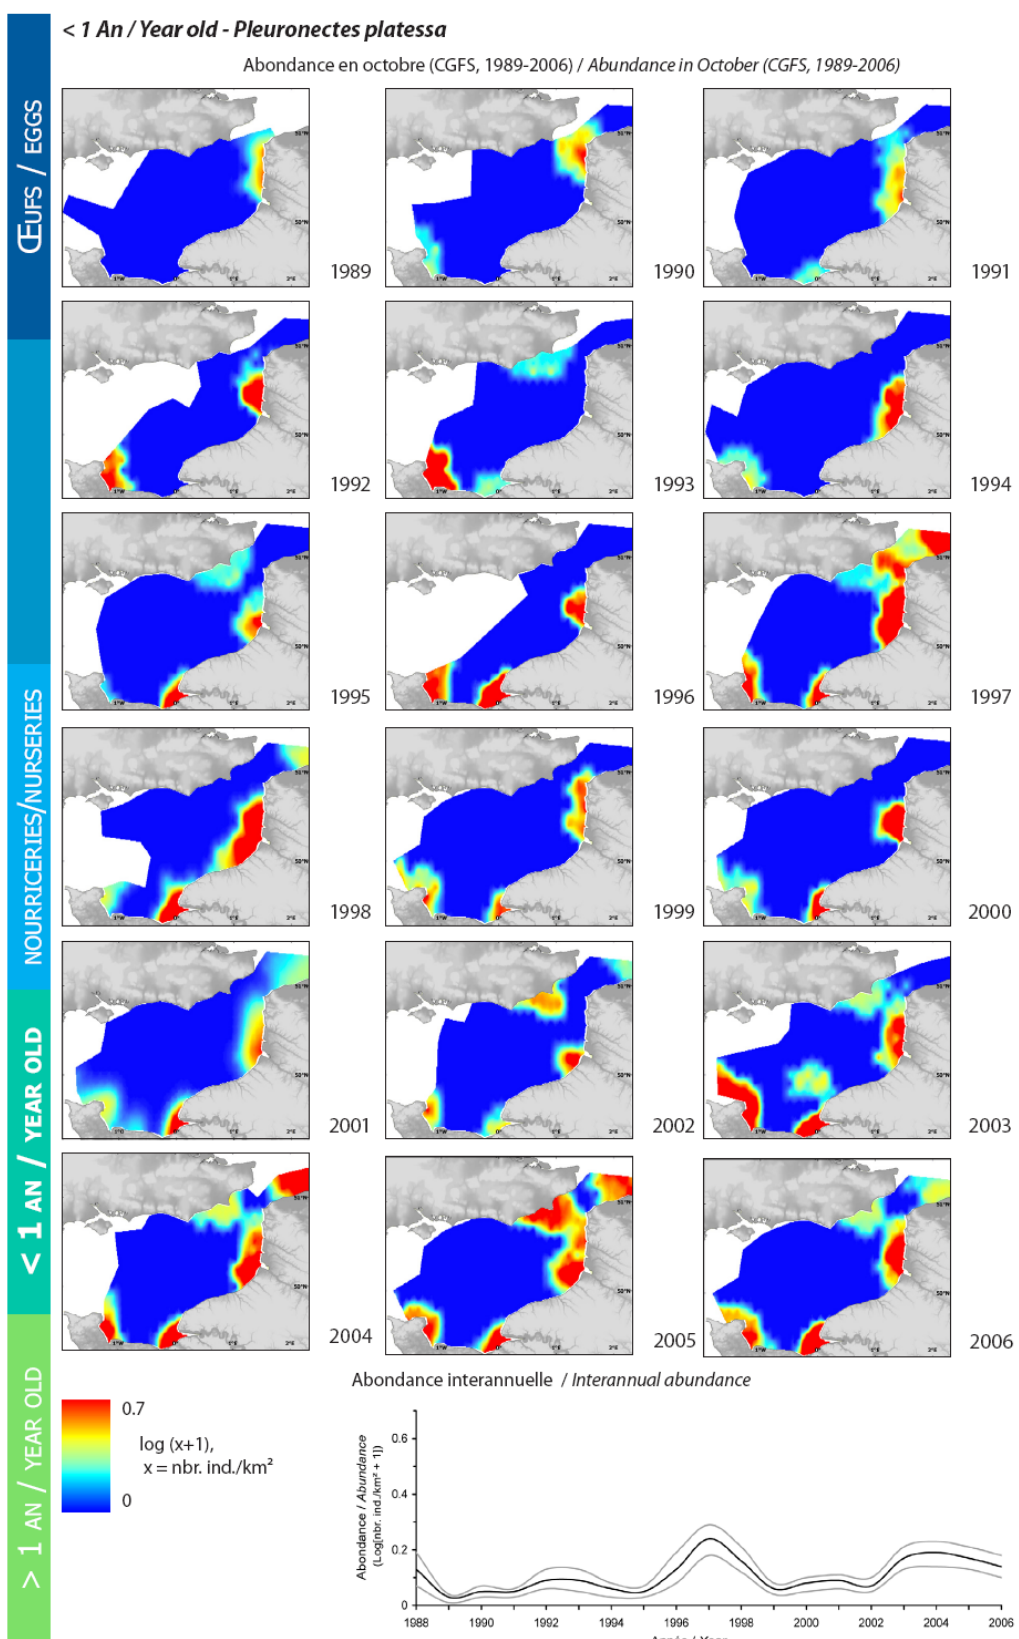 < 1 An / Year old - Pleuronectes platessa
Abondance en octobre (CGFS, 1989-2006) / Abundance in October (CGFS, 1989-2006)
ŒUFS / EGGS
NOURRICERIES/NURSERIES
< 1 AN / YEAR OLD
> 1 AN / YEAR OLD
1989
1990
1991
1992
1993
1994
1995
1996
1997
1998
1999
2000
2001
2002
2003
2004
2005
2006
Abondance interannuelle / Interannual abundance
0.7
log (x+1),
x = nbr. ind./km²
0
Abondance / Abundance
(Log[nbr. ind./km² + 1])
0.6
0.4
0.2
0
1988 1990 1992 1994 1996 1998 2000 2002 2004 2006